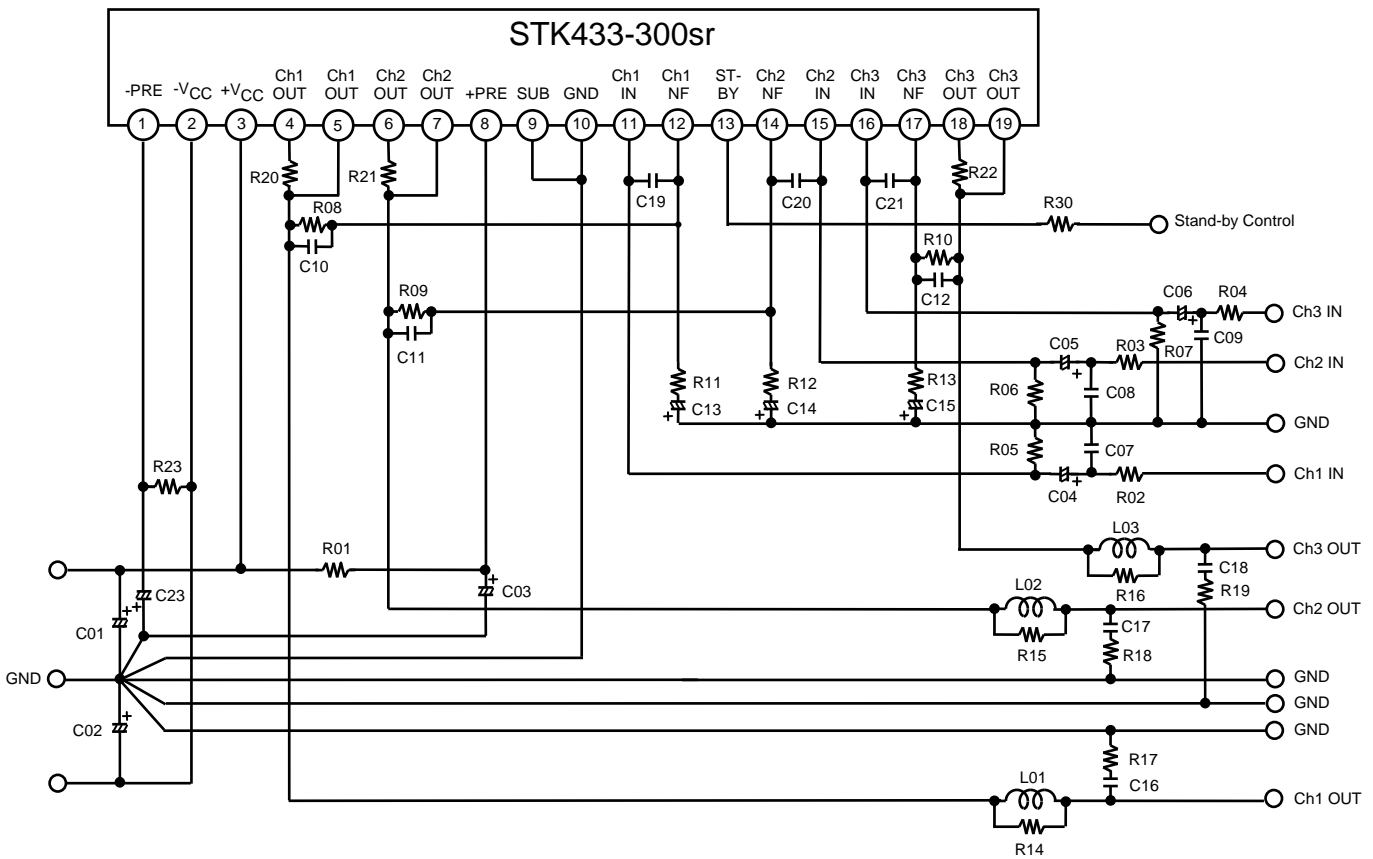 STK433-300sr
-PRE
-VCC
+VCC
Ch1
OUT
Ch1
OUT
Ch2
OUT
Ch2
OUT
+PRE
SUB
GND
Ch1
IN
Ch1
NF
ST-
BY
Ch2
NF
Ch2
IN
Ch3
IN
Ch3
NF
Ch3
OUT
Ch3
OUT
1 2 3 4 5 6 7 8 9 10 11 12 13 14 15 16 17 18 19
R20
R21
R22
C19
C20
C21
R08
C10
R30
Stand-by Control
R10
C12
R09
C11
C06
R04
Ch3 IN
C09
R07
C05
R03
Ch2 IN
R11
C13
+
R12
C14
+
R13
C15
+
R06
C08
+
+
GND
R05
C07
Ch1 IN
C04
+
R02
R23
L03
Ch3 OUT
R16
C18
R19
R01
C03
+
C23
+
C01
+
L02
Ch2 OUT
R15
C17
R18
GND
GND
GND
GND
C02
+
R17
C16
L01
Ch1 OUT
R14